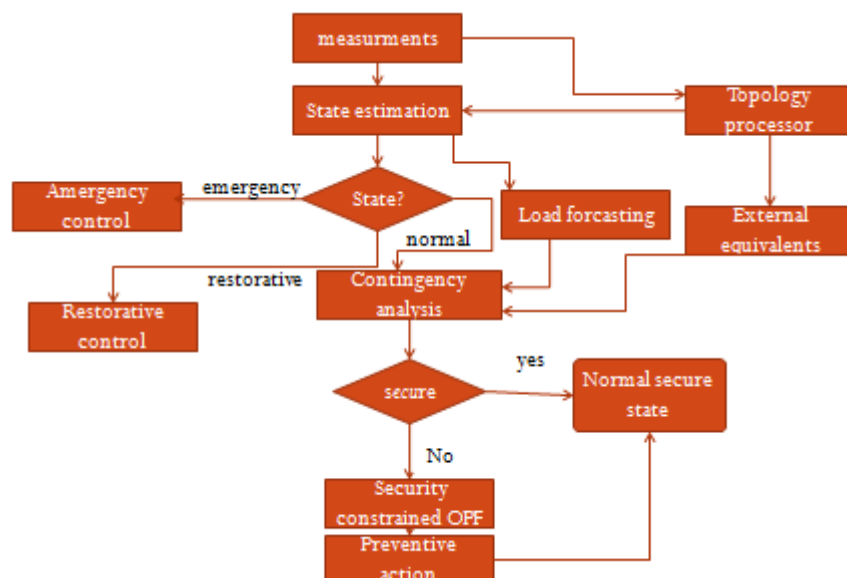 measurments
State estimation
Topology
processor
Amergency
control
emergency
State?
Load forcasting
External
equivalents
normal
restorative
Contingency
analysis
Restorative
control
yes
secure
Normal secure
state
No
Security
constrained OPF
Preventive
action